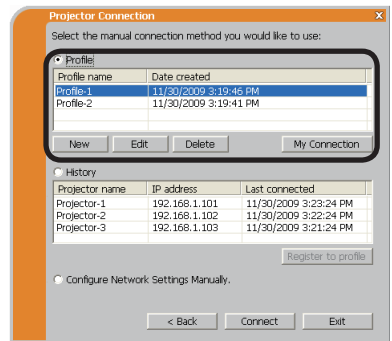 Projector Connection X
Select the manual connection method you would like to use:
Profile
Profile name Date created
Profile-1 11/30/2009 3:19:46 PM
Profile-2 11/30/2009 3:19:41 PM
New Edit Delete My Connection
History
Projector name IP address Last connected
Projector-1 192.168.1.101 11/30/2009 3:23:24 PM
Projector-2 192.168.1.102 11/30/2009 3:22:24 PM
Projector-3 192.168.1.103 11/30/2009 3:21:24 PM
Register to profile
Configure Network Settings Manually.
< Back Connect Exit